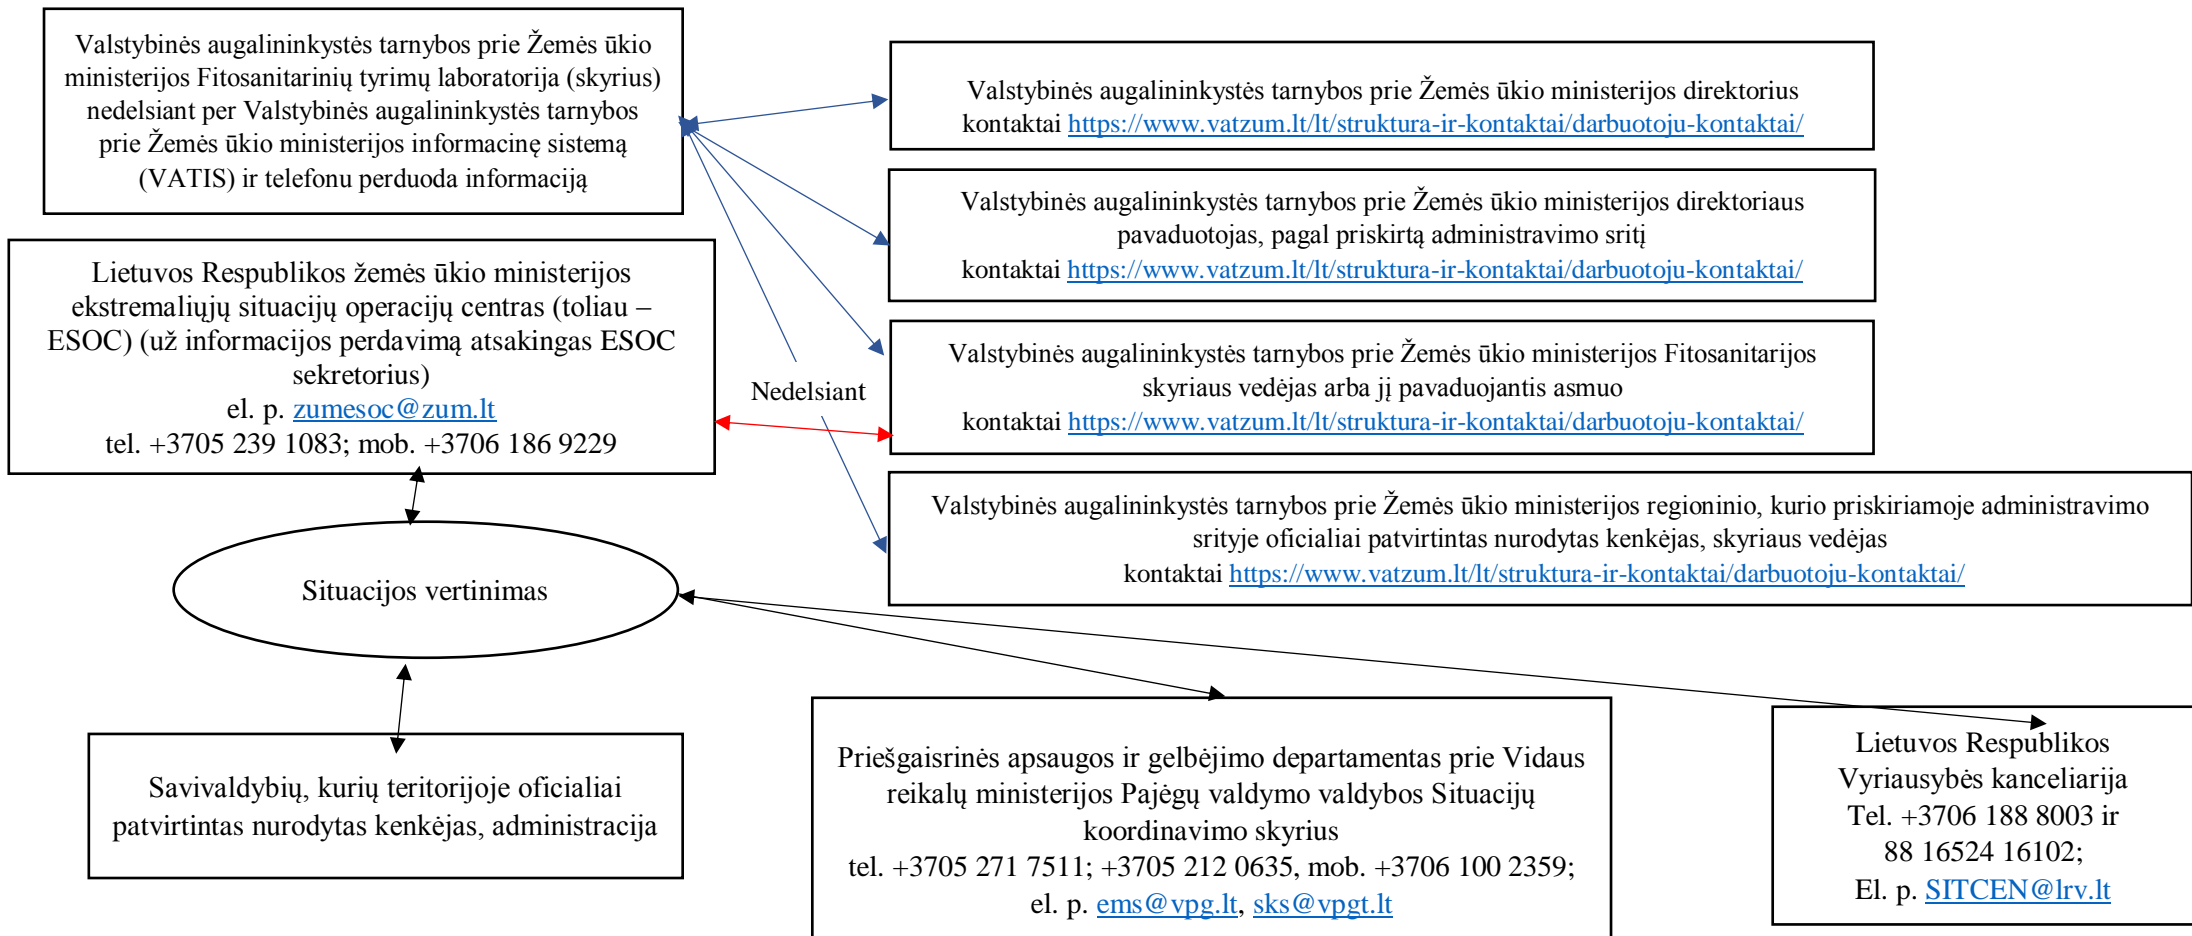 Valstybinės augalininkystės tarnybos prie Žemės ūkio
ministerijos Fitosanitarinių tyrimų laboratorija (skyrius)
nedelsiant per Valstybinės augalininkystės tarnybos
prie Žemės ūkio ministerijos informacinę sistemą
(VATIS) ir telefonu perduoda informaciją
Valstybinės augalininkystės tarnybos prie Žemės ūkio ministerijos direktorius
kontaktai https://www.vatzum.lt/lt/struktura-ir-kontaktai/darbuotoju-kontaktai/
Valstybinės augalininkystės tarnybos prie Žemės ūkio ministerijos direktoriaus
pavaduotojas, pagal priskirtą administravimo sritį
kontaktai https://www.vatzum.lt/lt/struktura-ir-kontaktai/darbuotoju-kontaktai/
Lietuvos Respublikos žemės ūkio ministerijos
ekstremaliųjų situacijų operacijų centras (toliau –
ESOC) (už informacijos perdavimą atsakingas ESOC
sekretorius)
el. p. zumesoc@zum.lt
tel. +3705 239 1083; mob. +3706 186 9229
Nedelsiant
Valstybinės augalininkystės tarnybos prie Žemės ūkio ministerijos Fitosanitarijos
skyriaus vedėjas arba jį pavaduojantis asmuo
kontaktai https://www.vatzum.lt/lt/struktura-ir-kontaktai/darbuotoju-kontaktai/
Valstybinės augalininkystės tarnybos prie Žemės ūkio ministerijos regioninio, kurio priskiriamoje administravimo
srityje oficialiai patvirtintas nurodytas kenkėjas, skyriaus vedėjas
kontaktai https://www.vatzum.lt/lt/struktura-ir-kontaktai/darbuotoju-kontaktai/
Situacijos vertinimas
Savivaldybių, kurių teritorijoje oficialiai
patvirtintas nurodytas kenkėjas, administracija
Priešgaisrinės apsaugos ir gelbėjimo departamentas prie Vidaus
reikalų ministerijos Pajėgų valdymo valdybos Situacijų
koordinavimo skyrius
tel. +3705 271 7511; +3705 212 0635, mob. +3706 100 2359;
el. p. ems@vpg.lt, sks@vpgt.lt
Lietuvos Respublikos
Vyriausybės kanceliarija
Tel. +3706 188 8003 ir
88 16524 16102;
El. p. SITCEN@lrv.lt